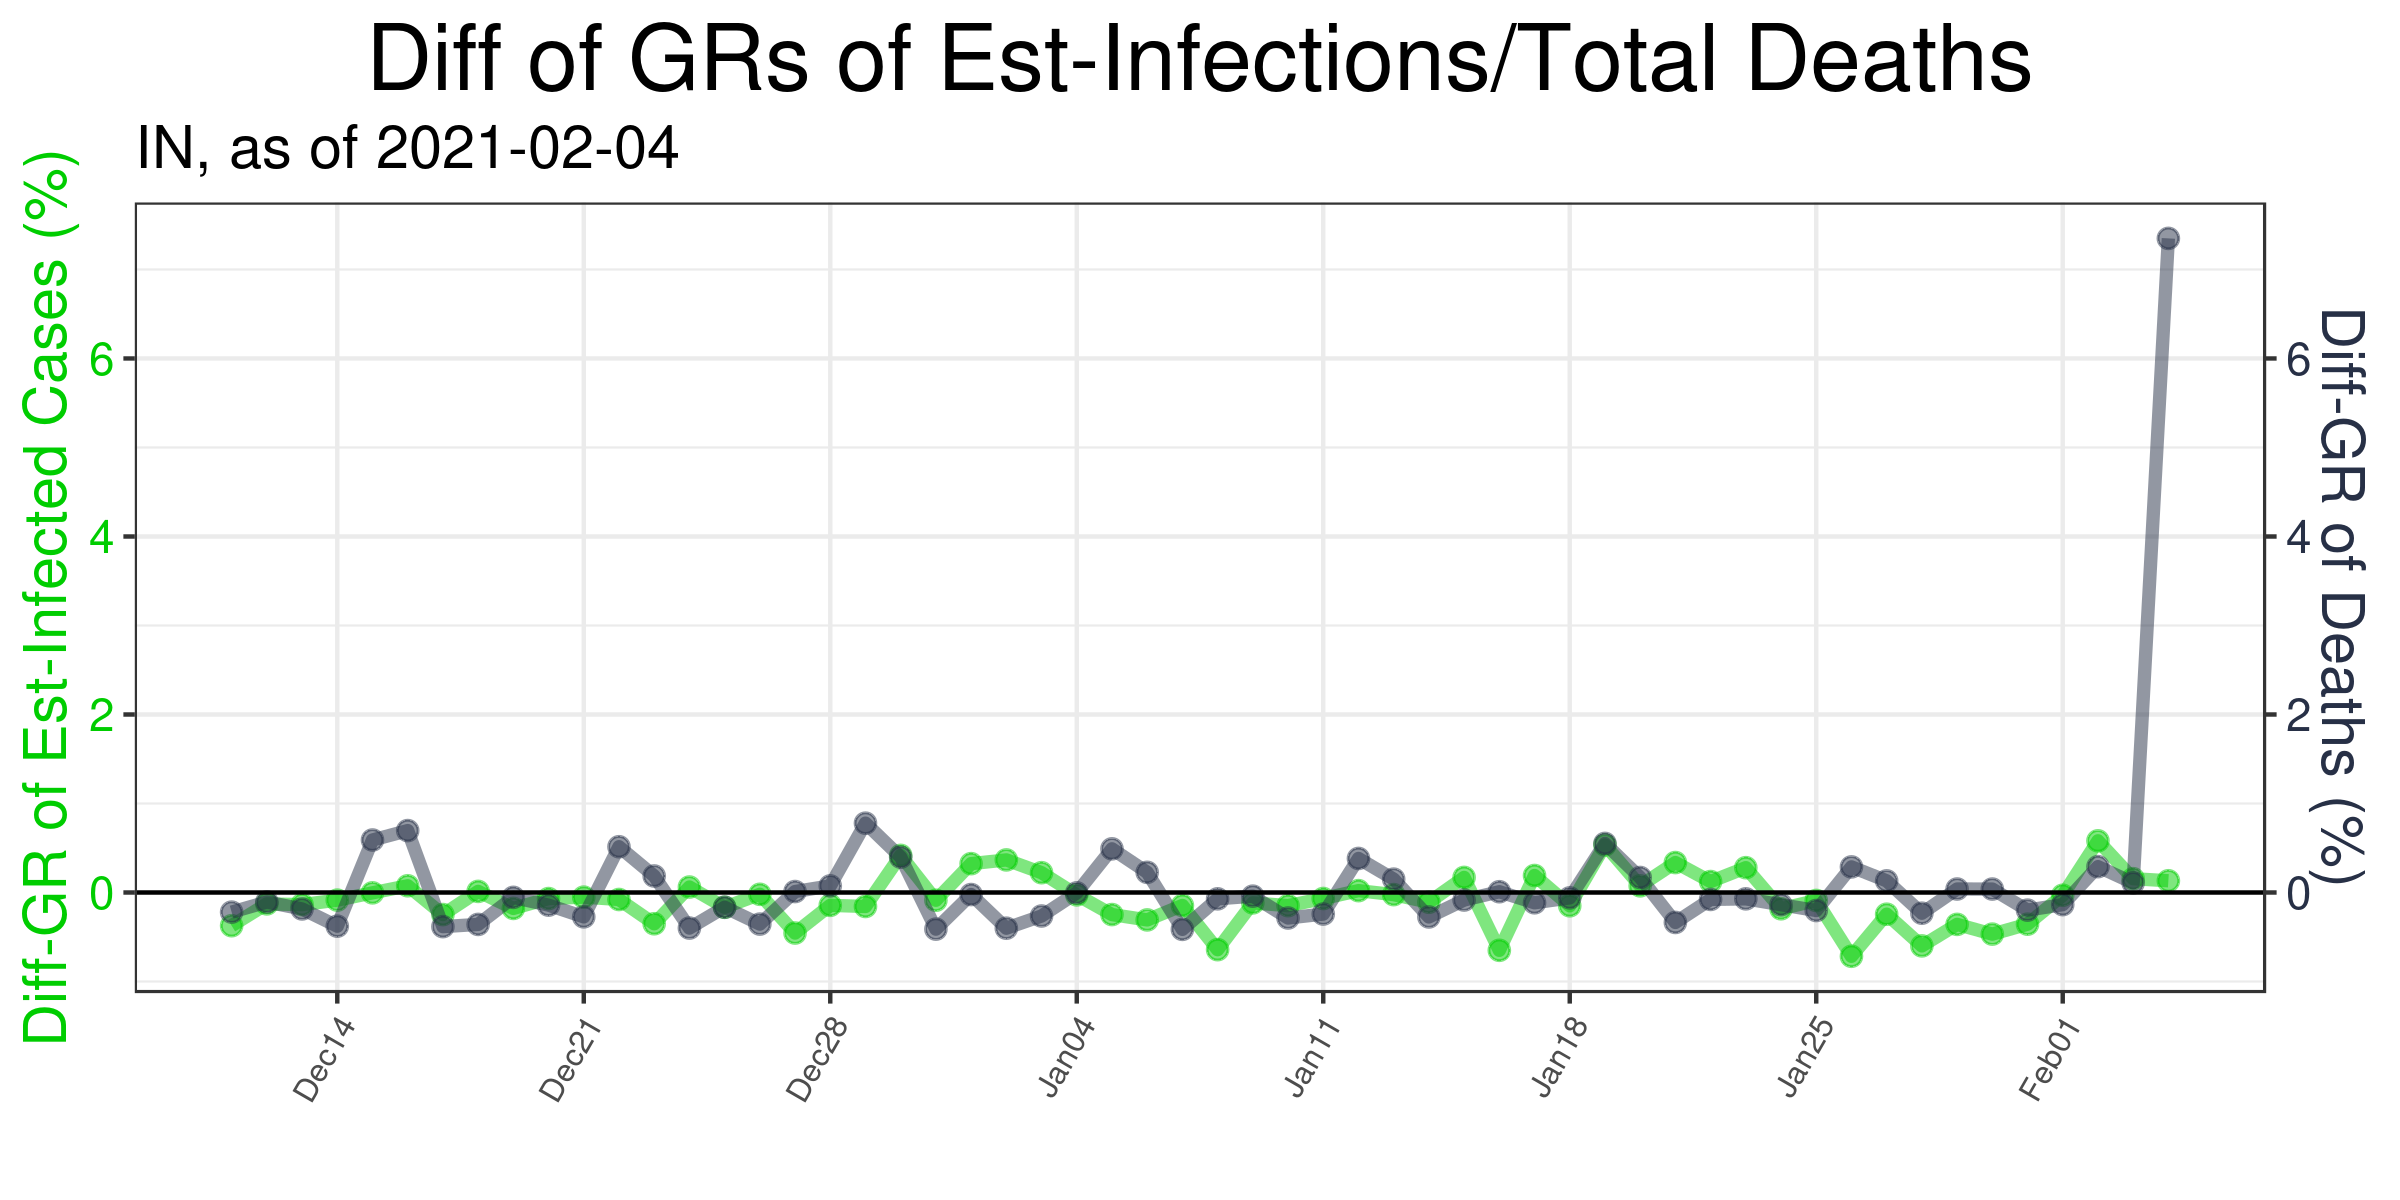 Diff of GRs of Est-Infections/Total Deaths
IN, as of 2021-02-04
Diff-GR of Est-Infected Cases (%)
6
4
2
0
6
4
2
0
Diff-GR of Deaths (%)
Dec14
Dec21
Dec28
Jan04
Jan11
Jan18
Jan25
Feb01